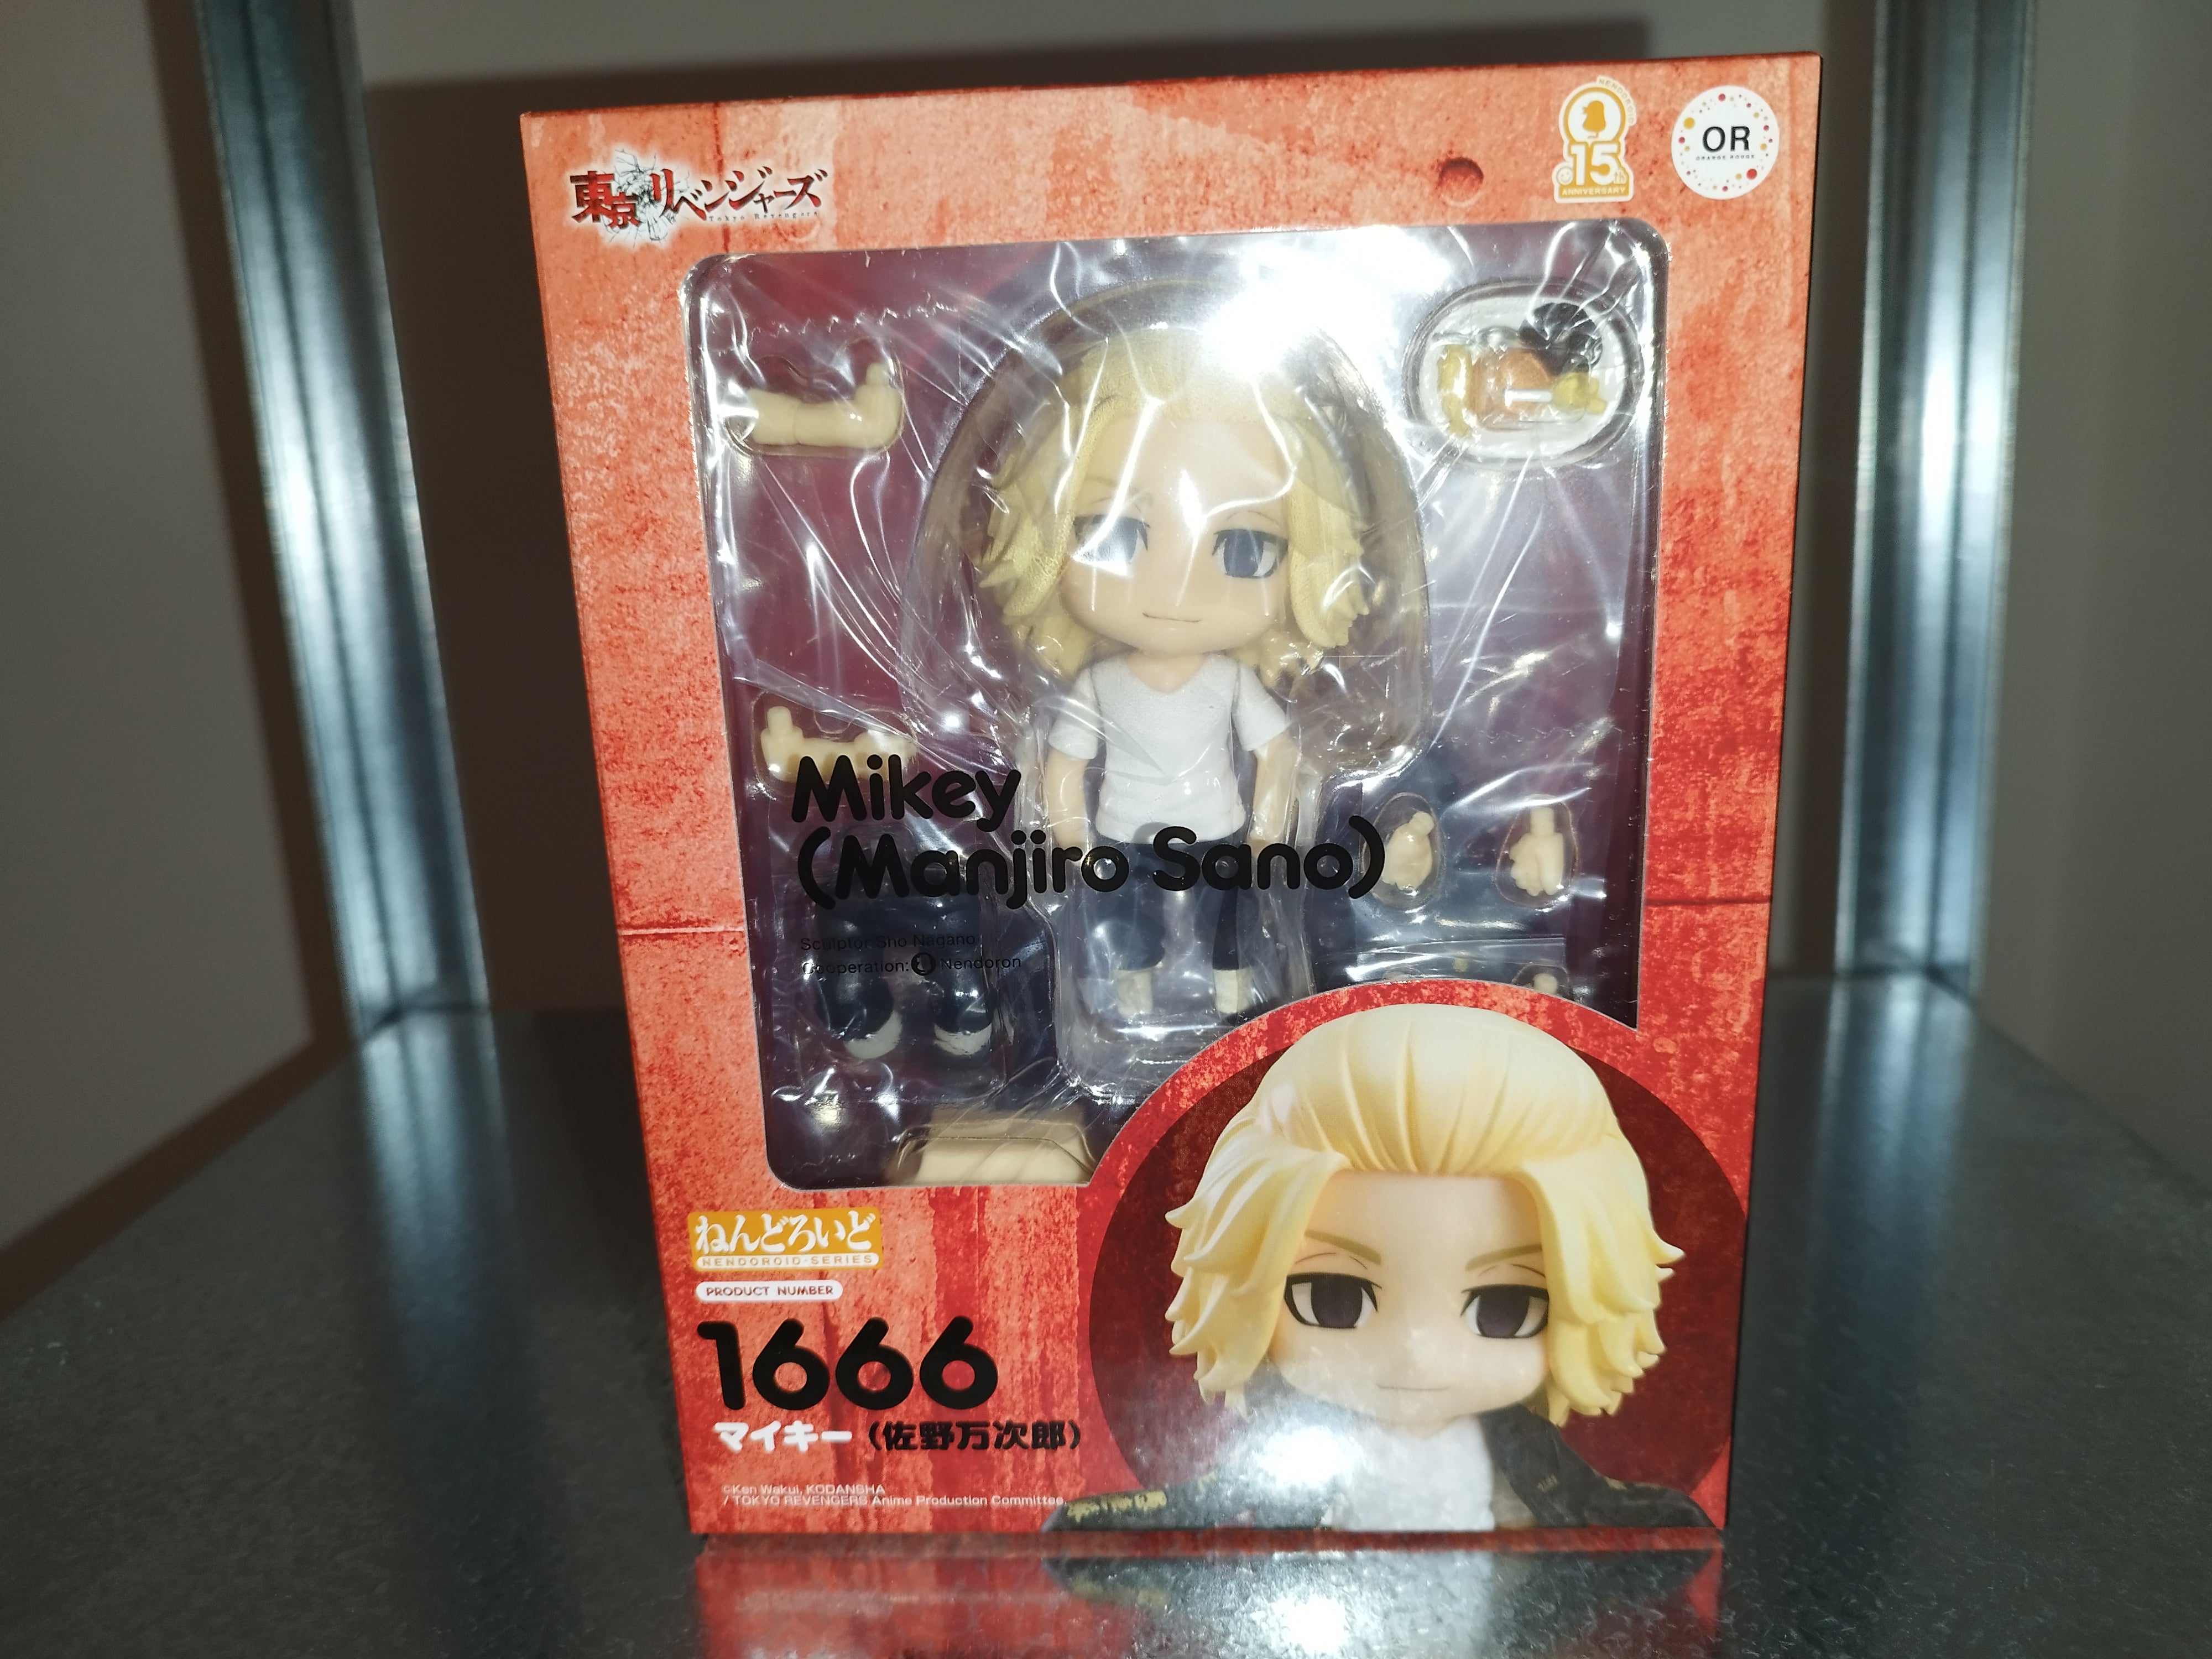 東京リベンジャーズ
Tokyo Revengers
NENDOROID
15th
ANNIVERSARY
OR
ORANGE ROUGE
Mikey
(Manjiro Sano)
Sculptor:Sho Nagano
Cooperation: Nendoron
ねんどろいど
NENDOROID·SERIES
PRODUCT NUMBER
1666
マイキー(佐野万次郎)
©Ken Wakui, KODANSHA
/ TOKYO REVENGERS Anime Production Committee.